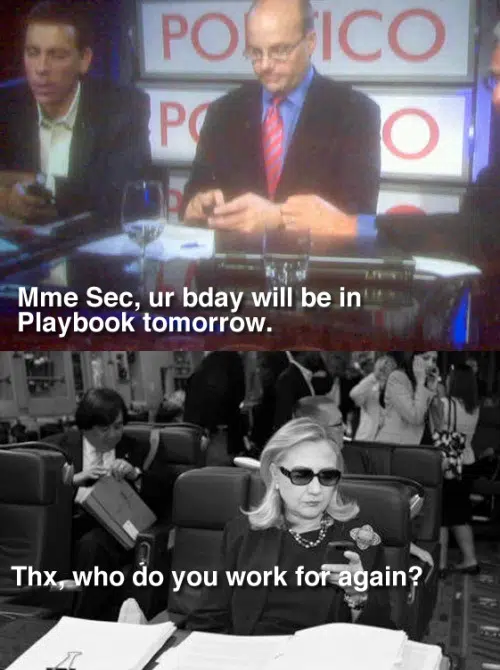 POLITICO
PO
O
Mme Sec, ur bday will be in
Playbook tomorrow.
Thx, who do you work for again?